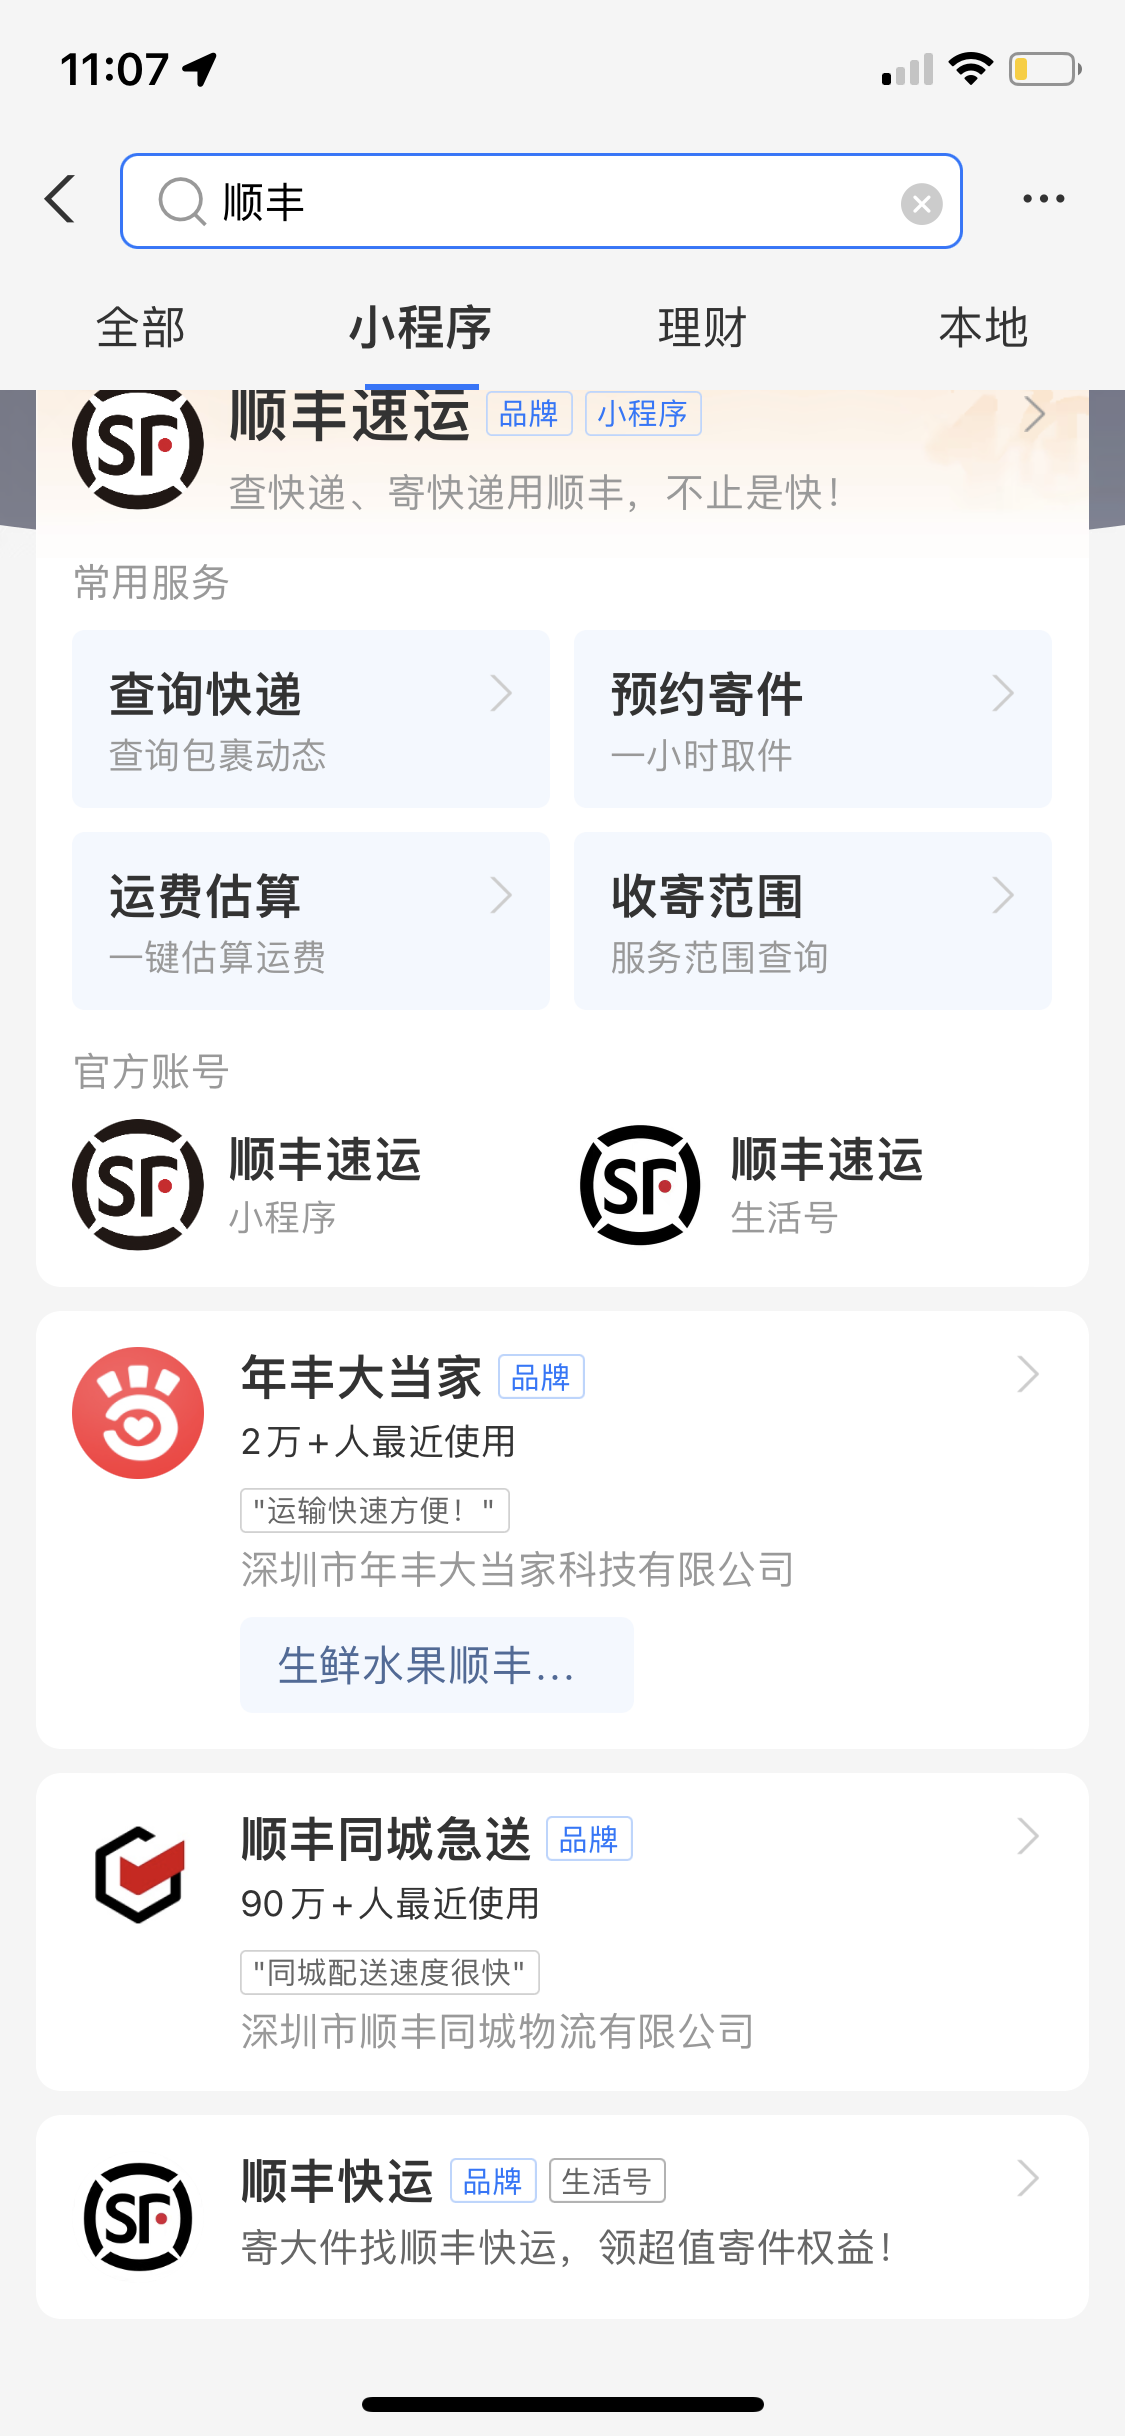 11:07
顺丰
全部 小程序 理财 本地
顺丰速运 品牌 小程序
查快递、寄快递用顺丰，不止是快！
常用服务
查询快递 预约寄件
查询包裹动态 一小时取件
运费估算 收寄范围
一键估算运费 服务范围查询
官方账号
SF 顺丰速运 SF 顺丰速运
小程序 生活号
年丰大当家 品牌
2万+人最近使用
"运输快速方便！"
深圳市年丰大当家科技有限公司
生鲜水果顺丰...
顺丰同城急送 品牌
90万+人最近使用
"同城配送速度很快"
深圳市顺丰同城物流有限公司
SF 顺丰快运 品牌 生活号
寄大件找顺丰快运，领超值寄件权益！